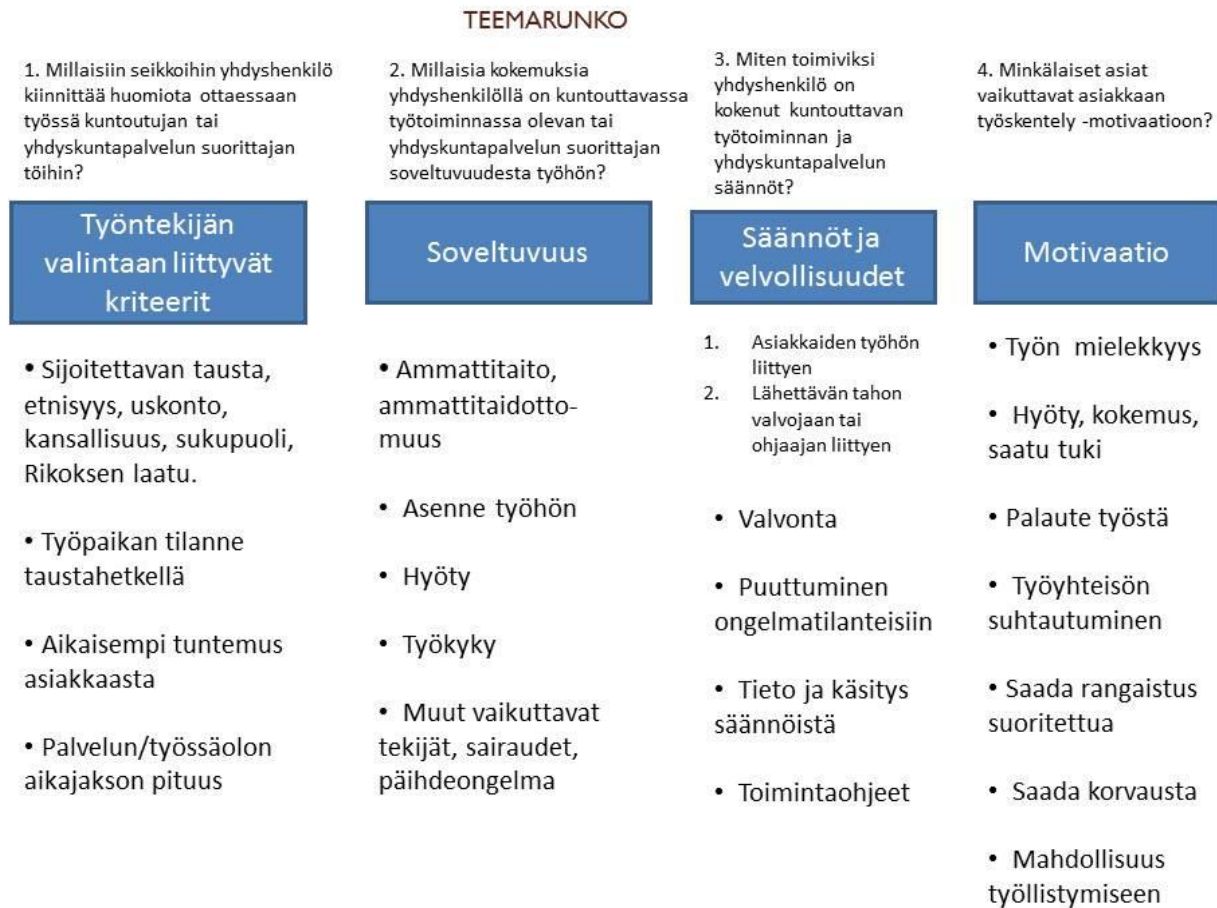 TEEMARUNKO
1. Millaisiin seikkoihin yhdyshenkilö
kiinnittää huomiota ottaessaan
työssä kuntoutujan tai
yhdyskuntapalvelun suorittajan
töihin?
Työntekijän
valintaan liittyvät
kriteerit
• Sijoitettavan tausta,
etnisyys, uskonto,
kansallisuus, sukupuoli,
Rikoksen laatu.
• Työpaikan tilanne
taustahetkellä
• Aikaisempi tuntemus
asiakkaasta
• Palvelun/työssäolon
aikajakson pituus
2. Millaisia kokemuksia
yhdyshenkilöllä on kuntouttavassa
työtoiminnassa olevan tai
yhdyskuntapalvelun suorittajan
soveltuvuudesta työhön?
Soveltuvuus
• Ammattitaito,
ammattitaidotto-
muus
• Asenne työhön
• Hyöty
• Työkyky
• Muut vaikuttavat
tekijät, sairaudet,
päihdeongelma
3. Miten toimiviksi
yhdyshenkilö on
kokenut kuntouttavan
työtoiminnan ja
yhdyskuntapalvelun
säännöt?
Säännöt ja
velvollisuudet
1. Asiakkaiden työhön
liittyen
2. Lähettävän tahon
valvojaan tai
ohjaajan liittyen
• Valvonta
• Puuttuminen
ongelmatilanteisiin
• Tieto ja käsitys
säännöistä
• Toimintaohjeet
4. Minkälaiset asiat
vaikuttavat asiakkaan
työskentely -motivaatioon?
Motivaatio
• Työn mielekkyys
• Hyöty, kokemus,
saatu tuki
• Palaute työstä
• Työyhteisön
suhtautuminen
• Saada rangaistus
suoritettua
• Saada korvausta
• Mahdollisuus
työllistymiseen